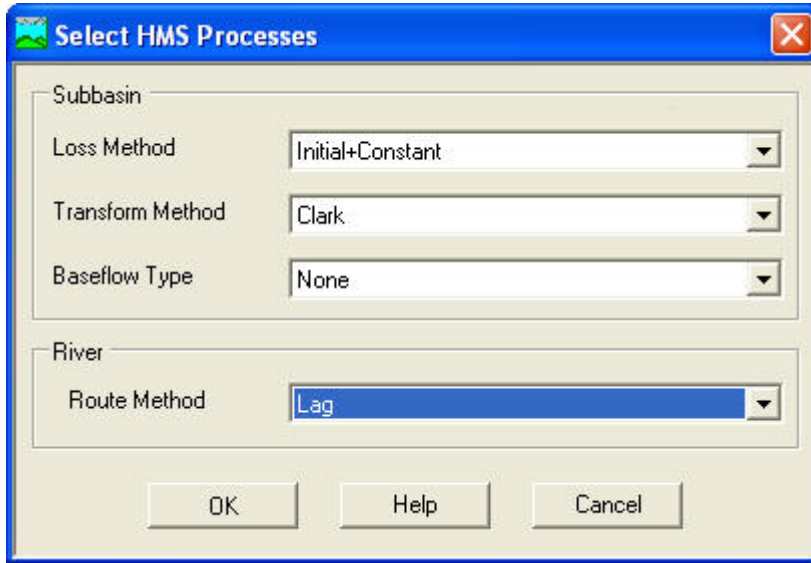 Select HMS Processes
Subbasin
Loss Method Initial+Constant
Transform Method Clark
Baseflow Type None
River
Route Method Lag
OK Help Cancel